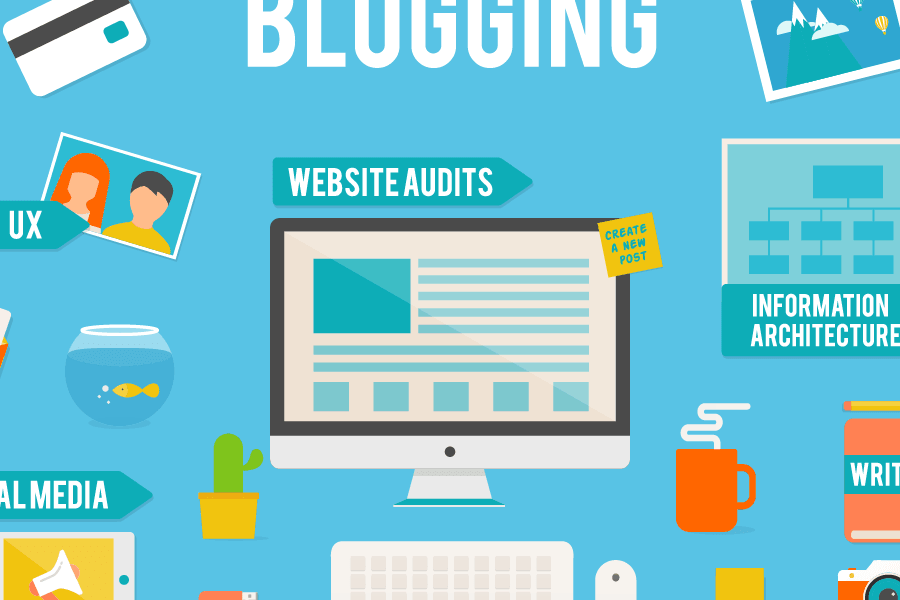 BLOGGING
WEBSITE AUDITS
UX
CREATE
A NEW
POST
INFORMATION
ARCHITECTURE
AL MEDIA
WRIT